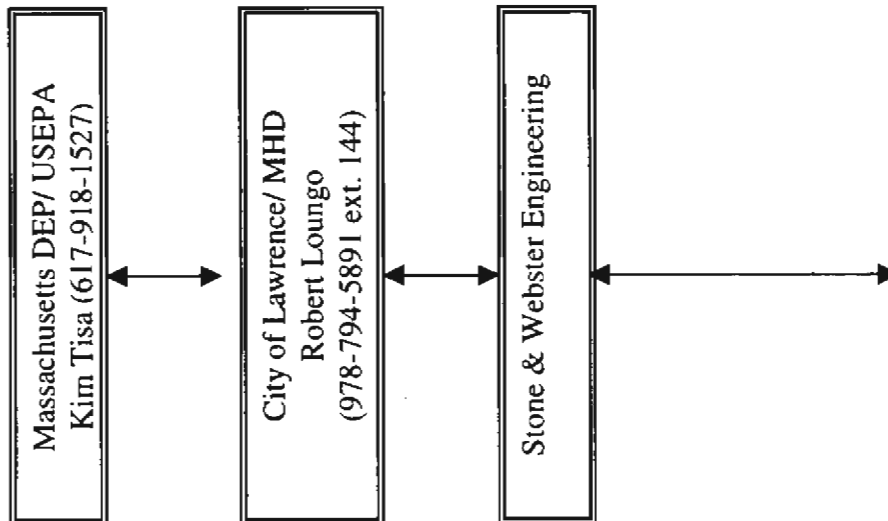 Massachusetts DEP/ USEPA
Kim Tisa (617-918-1527)
City of Lawrence/ MHD
Robert Loungo
(978-794-5891 ext. 144)
Stone & Webster Engineering